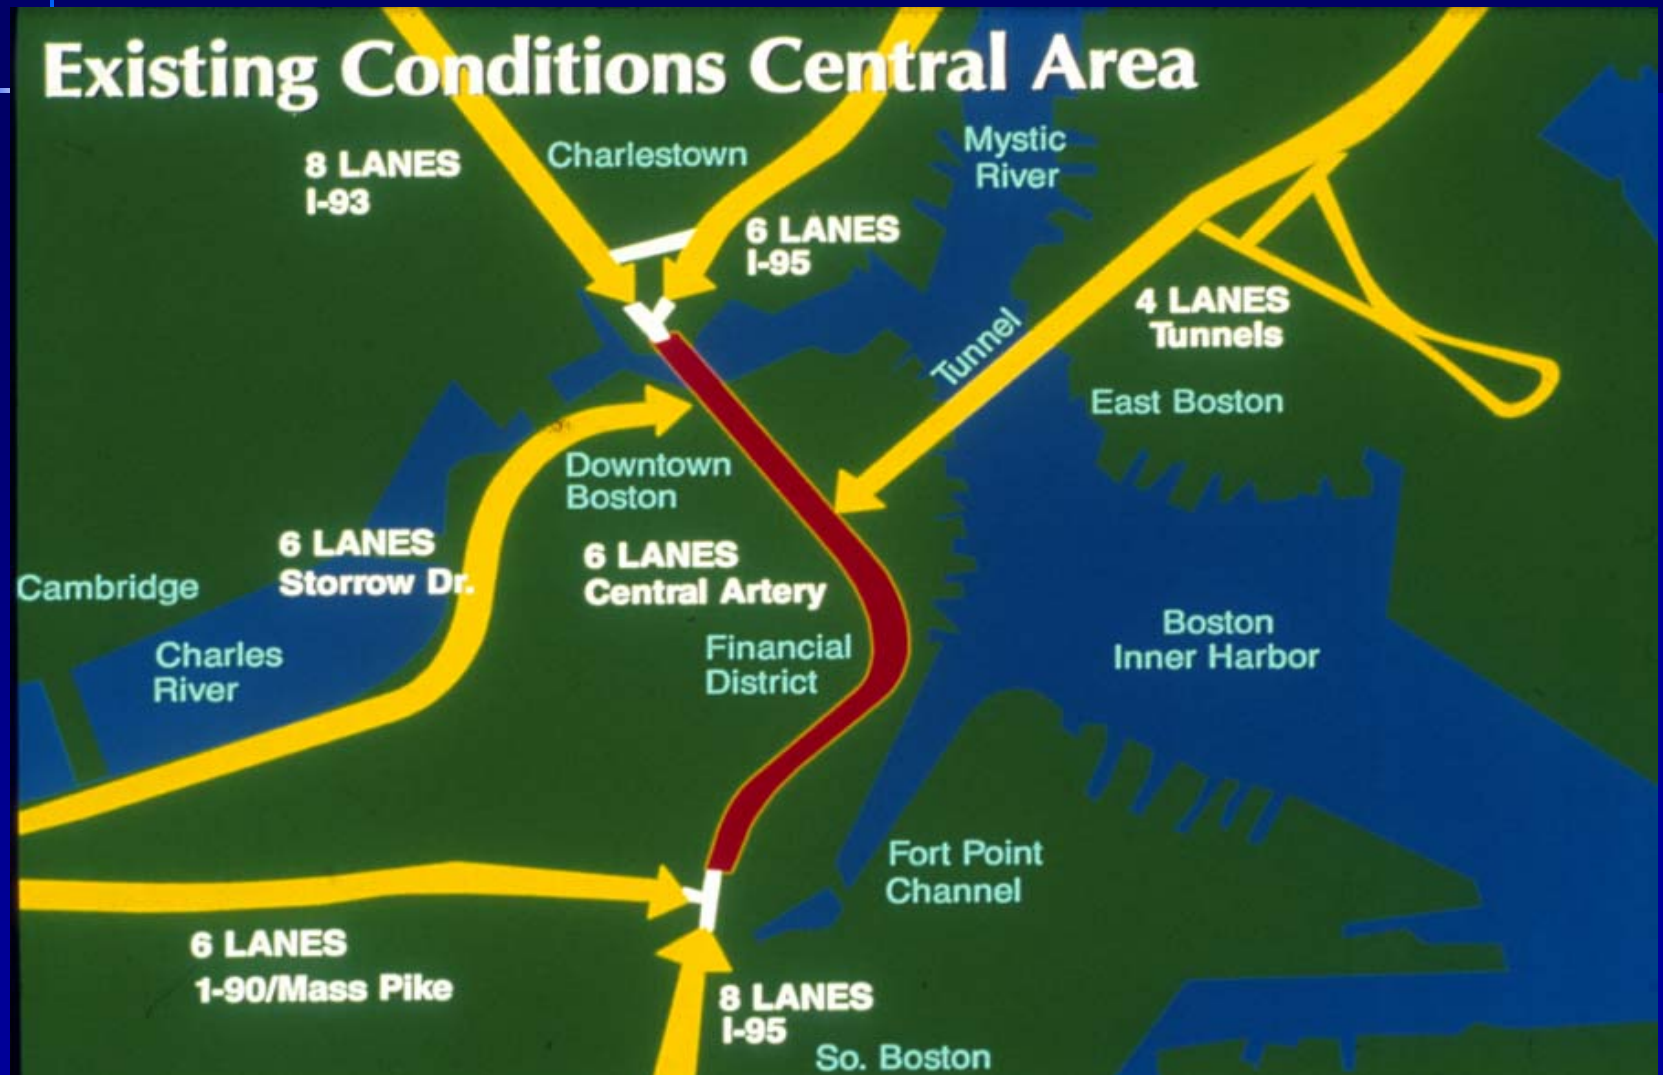 Existing Conditions Central Area
8 LANES
I-93
Charlestown
Mystic
River
6 LANES
I-95
4 LANES
Tunnels
Tunnel
East Boston
Downtown
Boston
6 LANES
Storrow Dr.
6 LANES
Central Artery
Cambridge
Charles
River
Financial
District
Boston
Inner Harbor
Fort Point
Channel
6 LANES
1-90/Mass Pike
8 LANES
I-95
So. Boston